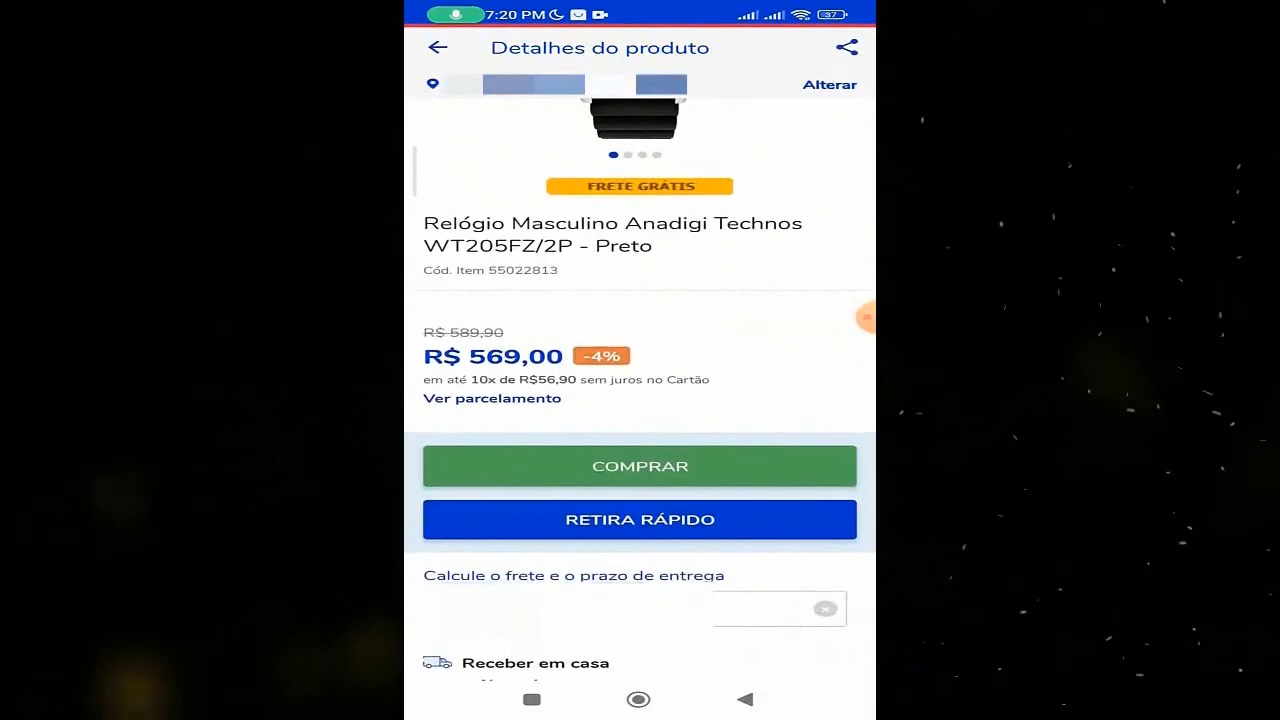 7:20 PM
37
Detalhes do produto
Alterar
FRETE GRÁTIS
Relógio Masculino Anadigi Technos
WT205FZ/2P - Preto
Cód. Item 55022813
R$ 589,90
R$ 569,00 -4%
em até 10x de R$56,90 sem juros no Cartão
Ver parcelamento
COMPRAR
RETIRA RÁPIDO
Calcule o frete e o prazo de entrega
Receber em casa